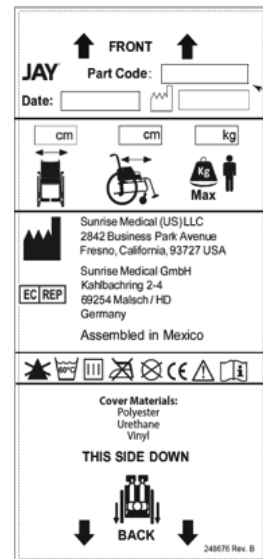 FRONT
JAY
Part Code:
Date:
cm cm kg
Kg
Max
Sunrise Medical (US) LLC
2842 Business Park Avenue
Fresno, California, 93727 USA
EC REP
Sunrise Medical GmbH
Kahlbachring 2-4
69254 Malsch / HD
Germany
Assembled in Mexico
60°C
CE
Cover Materials:
Polyester
Urethane
Vinyl
THIS SIDE DOWN
BACK
248676 Rev. B